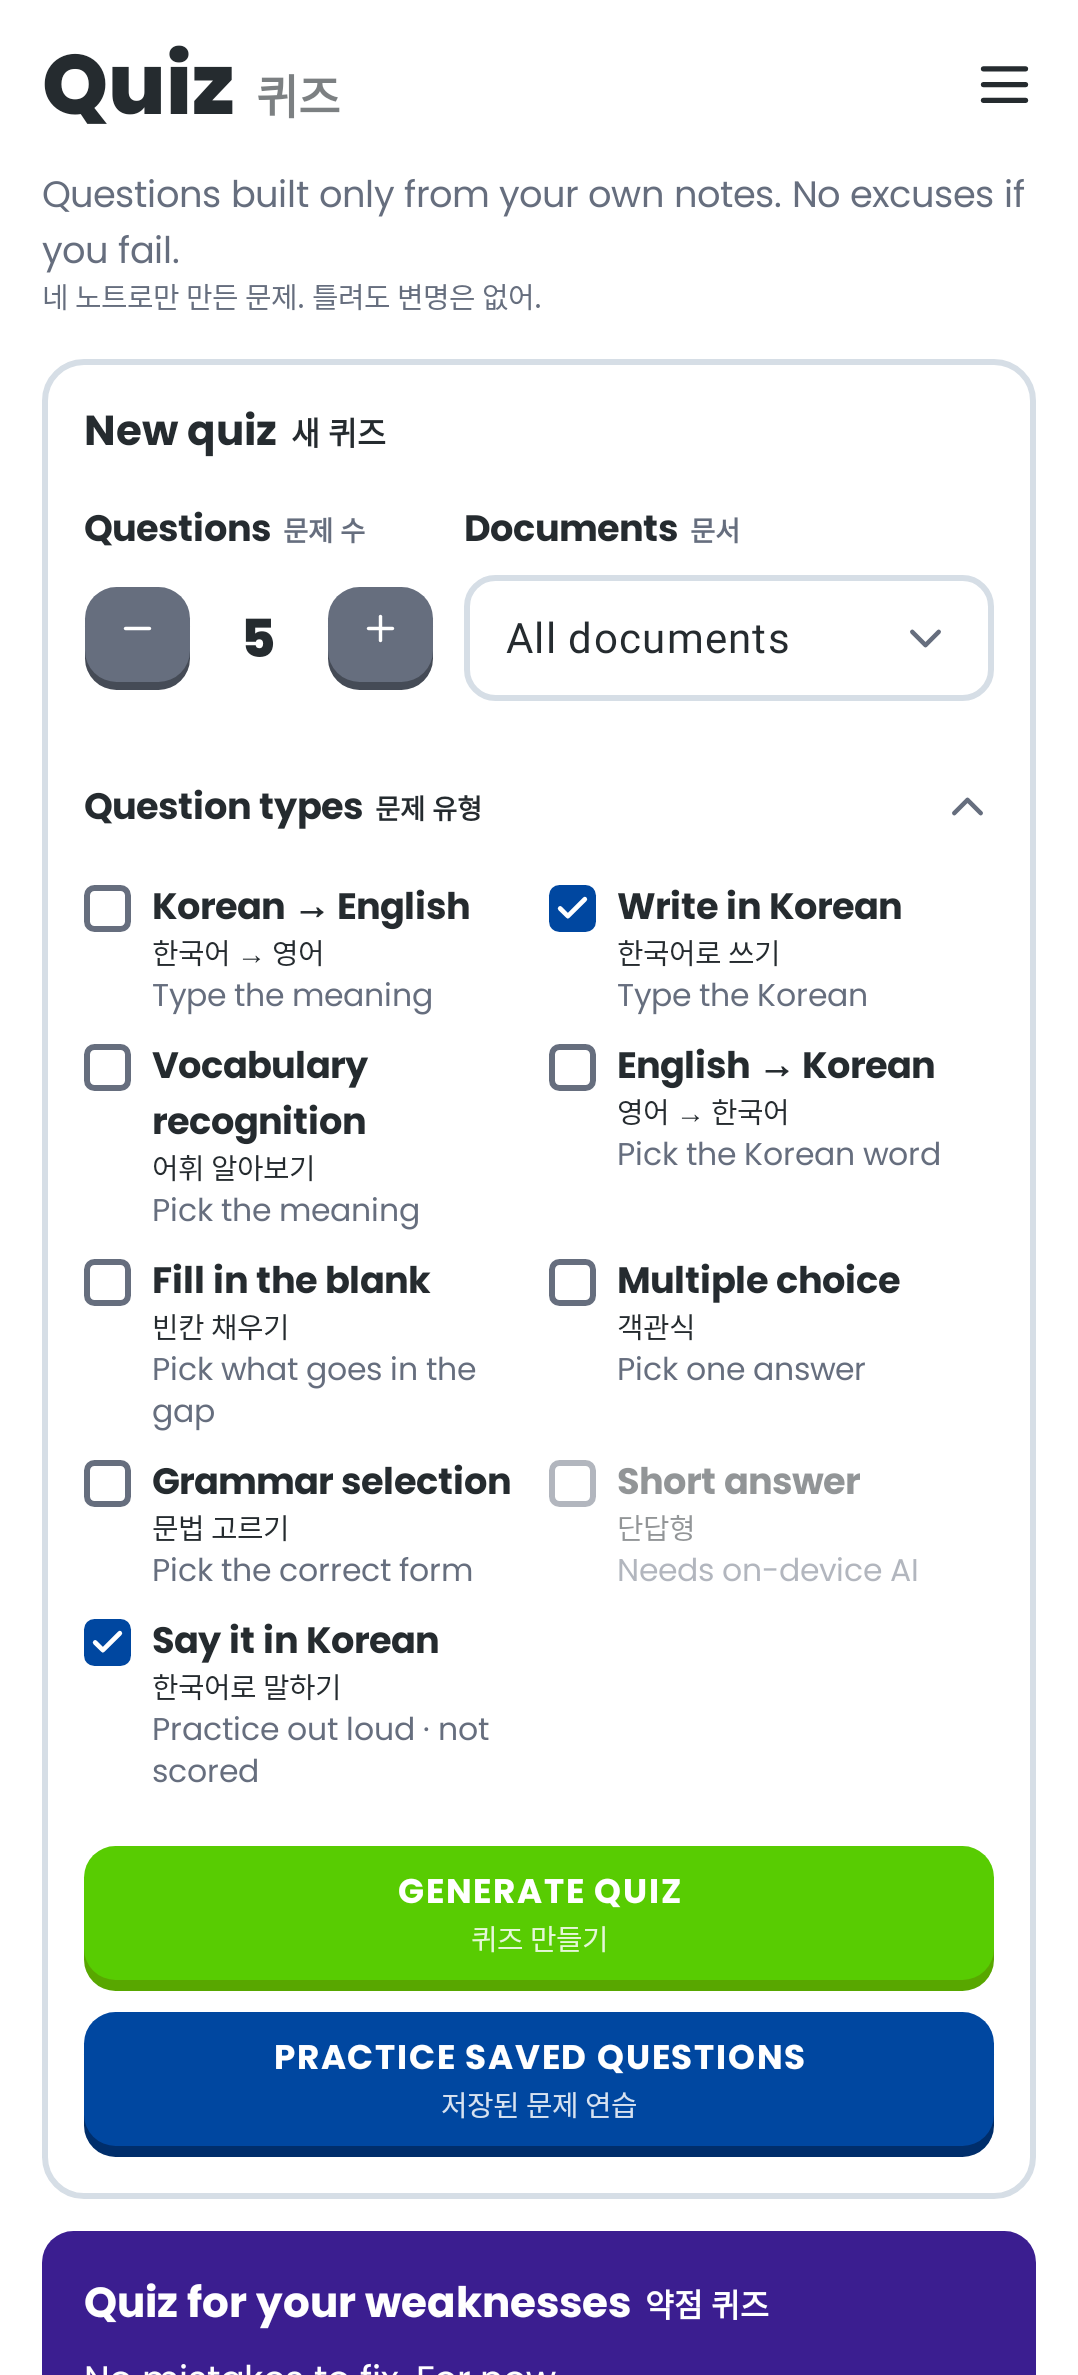 Quiz 퀴즈
Questions built only from your own notes. No excuses if
you fail.
네 노트로만 만든 문제. 틀려도 변명은 없어.
New quiz 새 퀴즈
Questions 문제 수
Documents 문서
− 5 +
All documents
Question types 문제 유형
Korean → English
한국어 → 영어
Type the meaning
Write in Korean
한국어로 쓰기
Type the Korean
Vocabulary
recognition
어휘 알아보기
Pick the meaning
English → Korean
영어 → 한국어
Pick the Korean word
Fill in the blank
빈칸 채우기
Pick what goes in the
gap
Multiple choice
객관식
Pick one answer
Grammar selection
문법 고르기
Pick the correct form
Short answer
단답형
Needs on-device AI
Say it in Korean
한국어로 말하기
Practice out loud · not
scored
GENERATE QUIZ
퀴즈 만들기
PRACTICE SAVED QUESTIONS
저장된 문제 연습
Quiz for your weaknesses 약점 퀴즈
No mistakes to fix. For now.